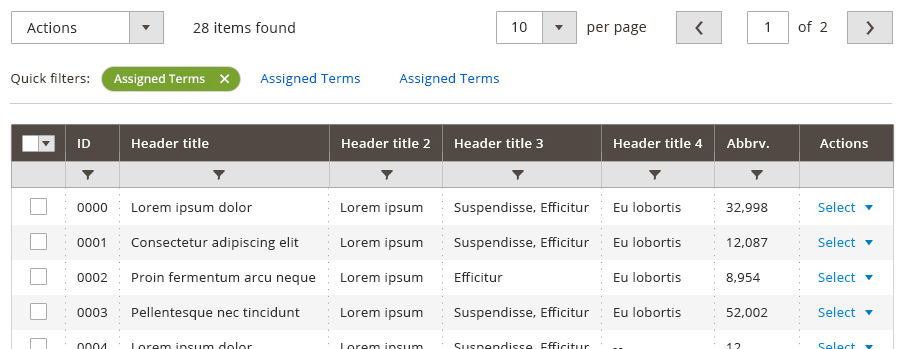 Actions 28 items found 10 per page 1 of 2
Quick filters: Assigned Terms Assigned Terms Assigned Terms
ID Header title Header title 2 Header title 3 Header title 4 Abbrv. Actions
0000 Lorem ipsum dolor Lorem ipsum Suspendisse, Efficitur Eu lobortis 32,998 Select
0001 Consectetur adipiscing elit Lorem ipsum Suspendisse, Efficitur Eu lobortis 12,087 Select
0002 Proin fermentum arcu neque Lorem ipsum Efficitur Eu lobortis 8,954 Select
0003 Pellentesque nec tincidunt Lorem ipsum Suspendisse, Efficitur Eu lobortis 52,002 Select
0004 Lorem ipsum dolor Lorem ipsum Suspendisse, Efficitur -- 12 Select